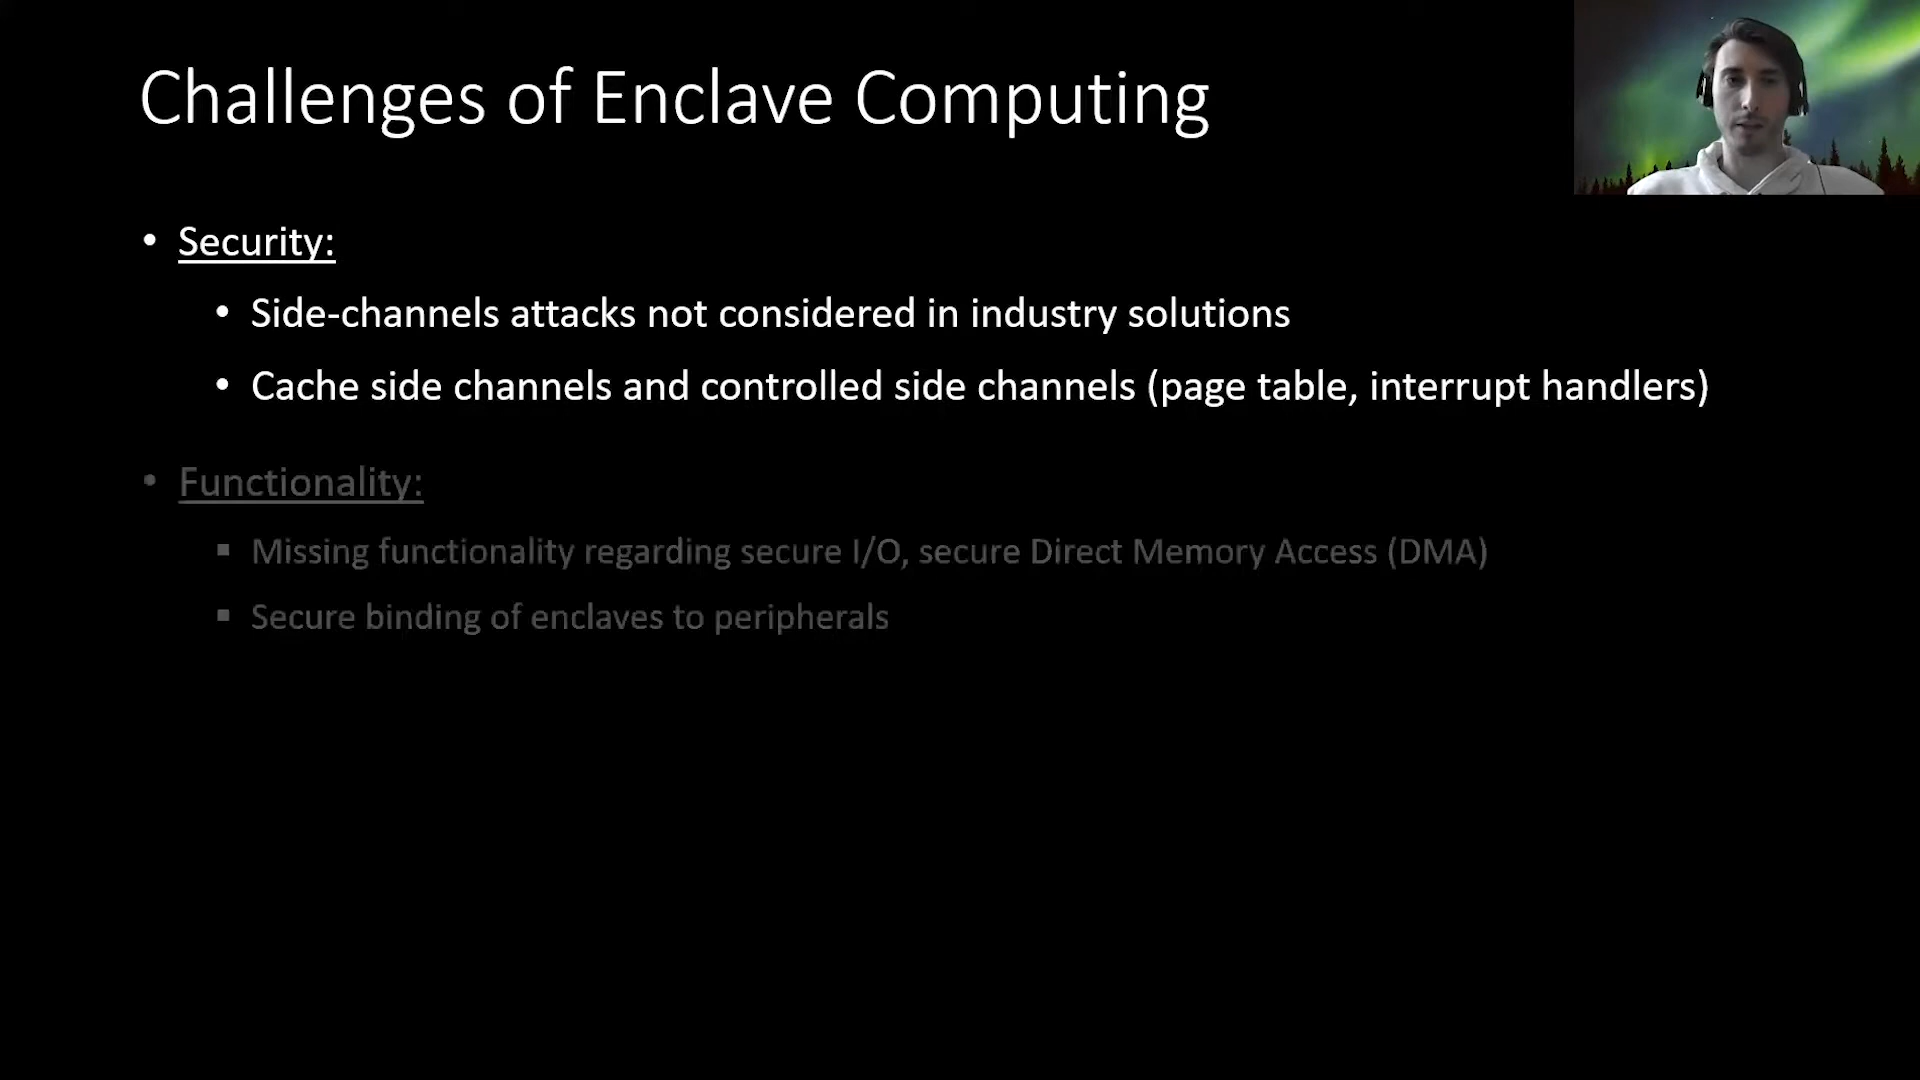 Challenges of Enclave Computing
• Security:
• Side-channels attacks not considered in industry solutions
• Cache side channels and controlled side channels (page table, interrupt handlers)
• Functionality:
▪ Missing functionality regarding secure I/O, secure Direct Memory Access (DMA)
▪ Secure binding of enclaves to peripherals